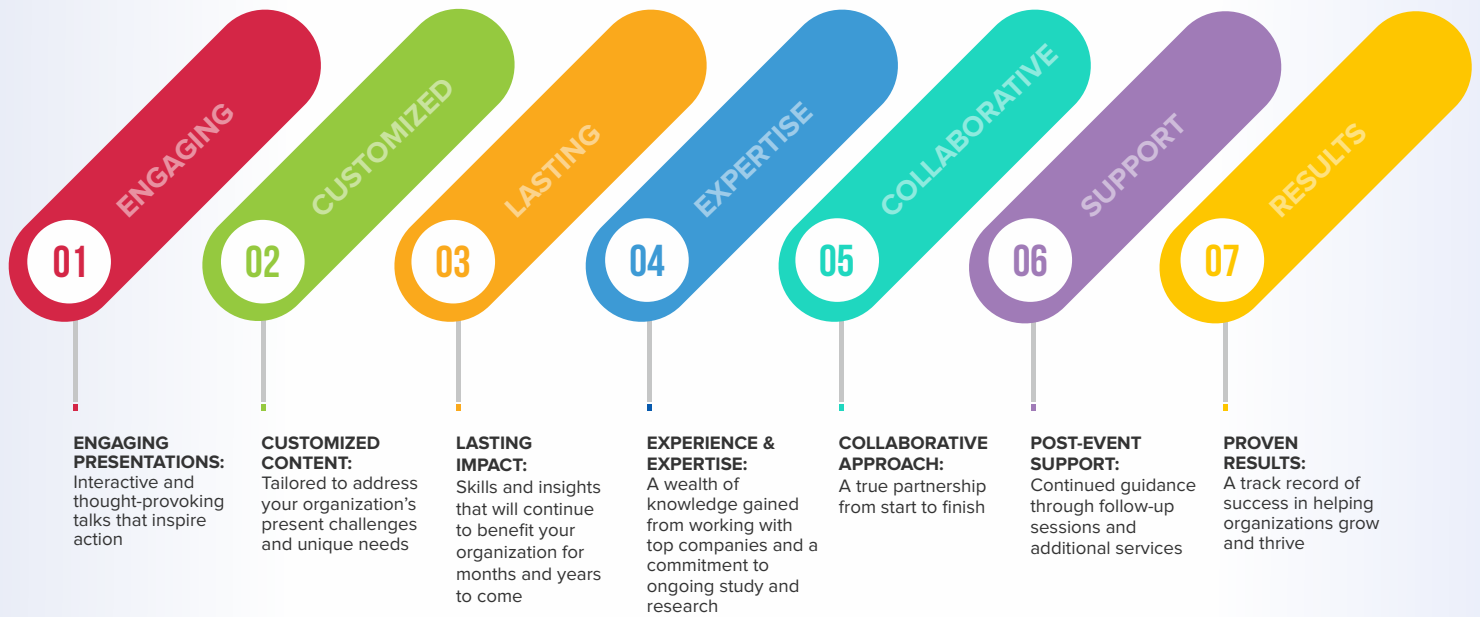 ENGAGING
CUSTOMIZED
LASTING
EXPERTISE
COLLABORATIVE
SUPPORT
RESULTS
01
02
03
04
05
06
07
ENGAGING
PRESENTATIONS:
Interactive and
thought-provoking
talks that inspire
action
CUSTOMIZED
CONTENT:
Tailored to address
your organization’s
present challenges
and unique needs
LASTING
IMPACT:
Skills and insights
that will continue
to benefit your
organization for
months and years
to come
EXPERIENCE &
EXPERTISE:
A wealth of
knowledge gained
from working with
top companies and a
commitment to
ongoing study and
research
COLLABORATIVE
APPROACH:
A true partnership
from start to finish
POST-EVENT
SUPPORT:
Continued guidance
through follow-up
sessions and
additional services
PROVEN
RESULTS:
A track record of
success in helping
organizations grow
and thrive